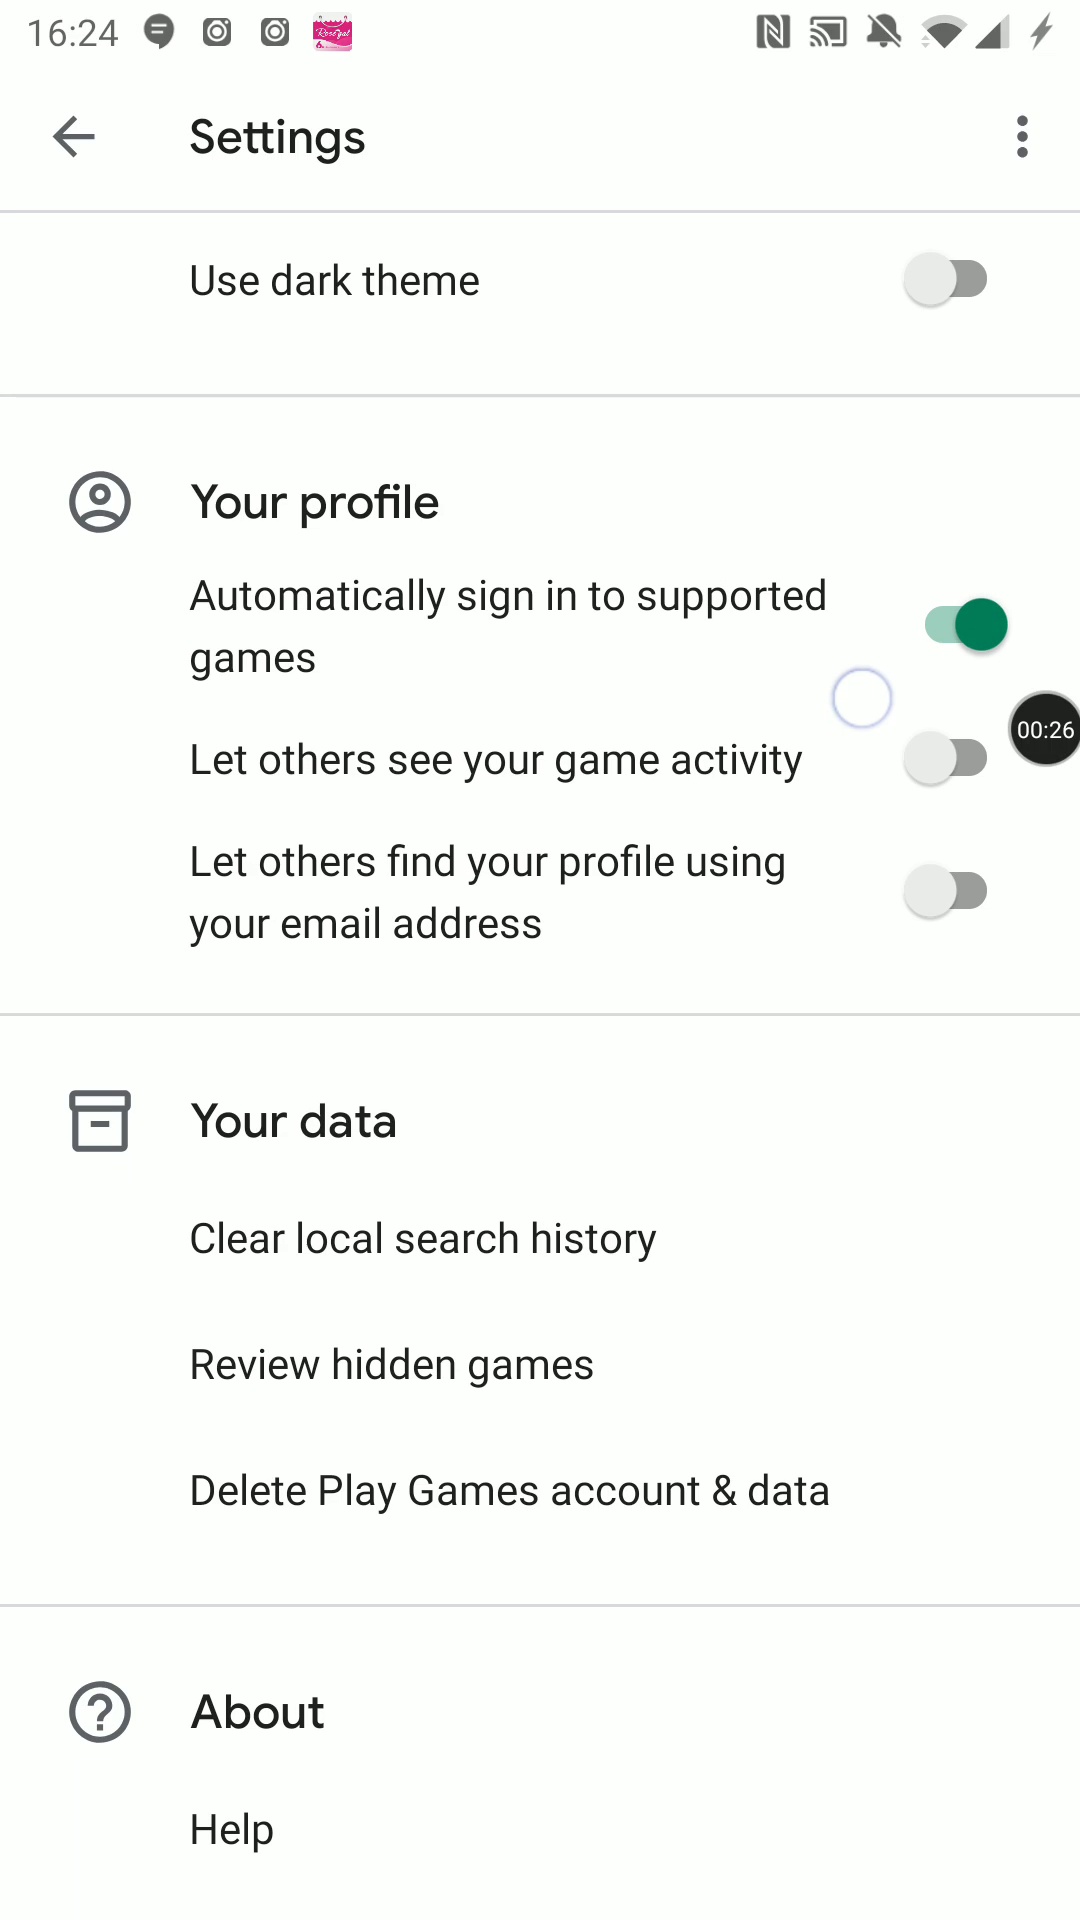 16:24
Settings
Use dark theme
Your profile
Automatically sign in to supported
games
00:26
Let others see your game activity
Let others find your profile using
your email address
Your data
Clear local search history
Review hidden games
Delete Play Games account & data
About
Help